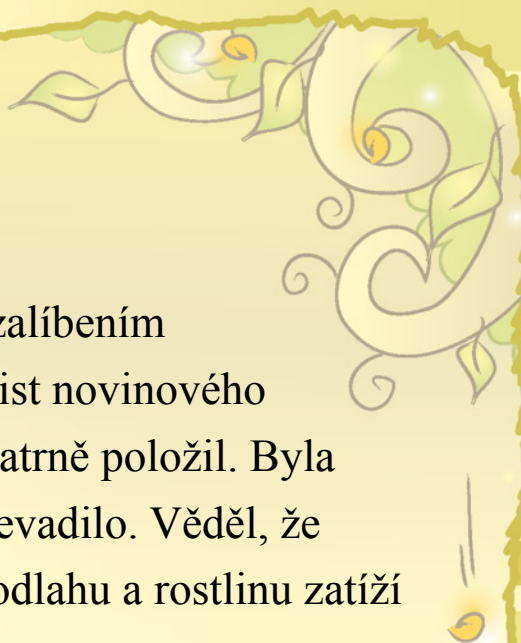 zalíbením
ist novinového
atrně položil. Byla
evadilo. Věděl, že
odlahu a rostlinu zatíží